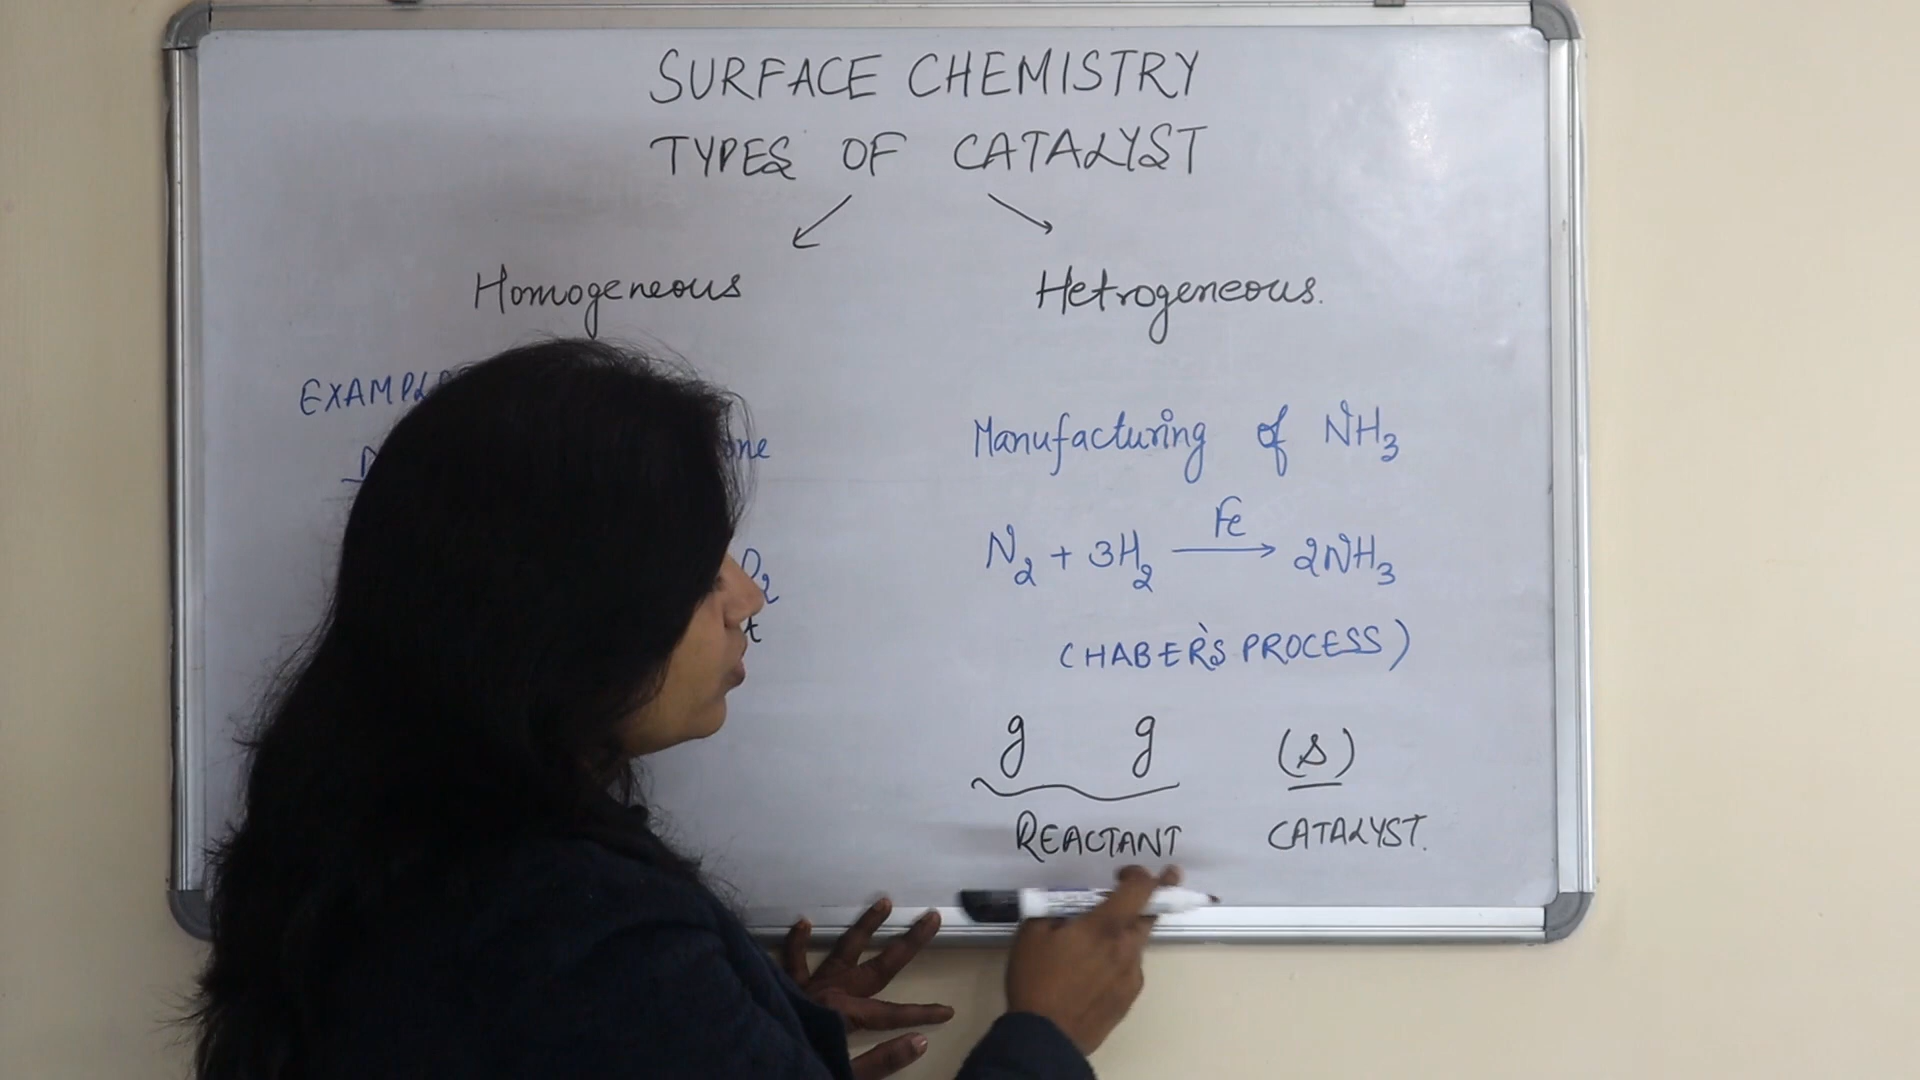 SURFACE CHEMISTRY
TYPES OF CATALYST
Homogeneous
Hetrogeneous.
Manufacturing of NH3
N2 + 3H2 Fe → 2NH3
(HABER'S PROCESS)
g g (s)
REACTANT CATALYST.